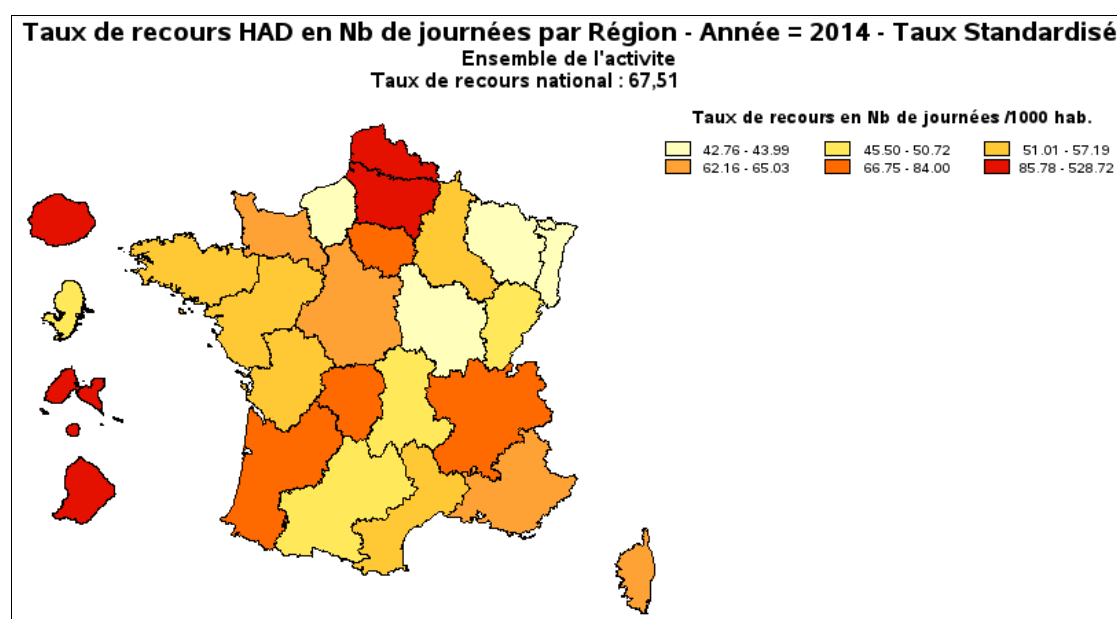 Taux de recours HAD en Nb de journées par Région - Année = 2014 - Taux Standardisé
Ensemble de l'activite
Taux de recours national : 67,51
Taux de recours en Nb de journées /1000 hab.
42.76 - 43.99 45.50 - 50.72 51.01 - 57.19
62.16 - 65.03 66.75 - 84.00 85.78 - 528.72